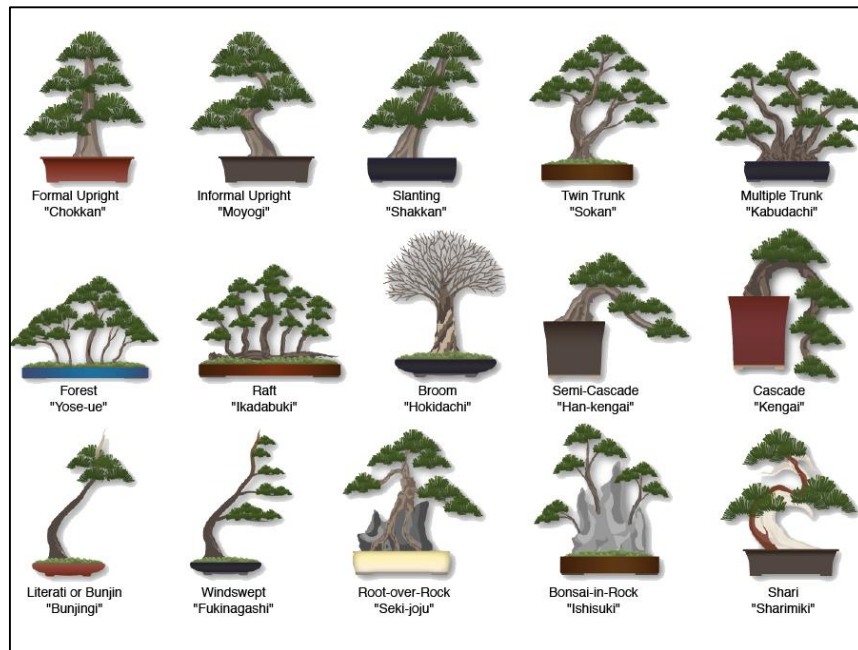 Formal Upright
"Chokkan"
Informal Upright
"Moyogi"
Slanting
"Shakkan"
Twin Trunk
"Sokan"
Multiple Trunk
"Kabudachi"
Forest
"Yose-ue"
Raft
"Ikadabuki"
Broom
"Hokidachi"
Semi-Cascade
"Han-kengai"
Cascade
"Kengai"
Literati or Bunjin
"Bunjingi"
Windswept
"Fukinagashi"
Root-over-Rock
"Seki-joju"
Bonsai-in-Rock
"Ishisuki"
Shari
"Sharimiki"